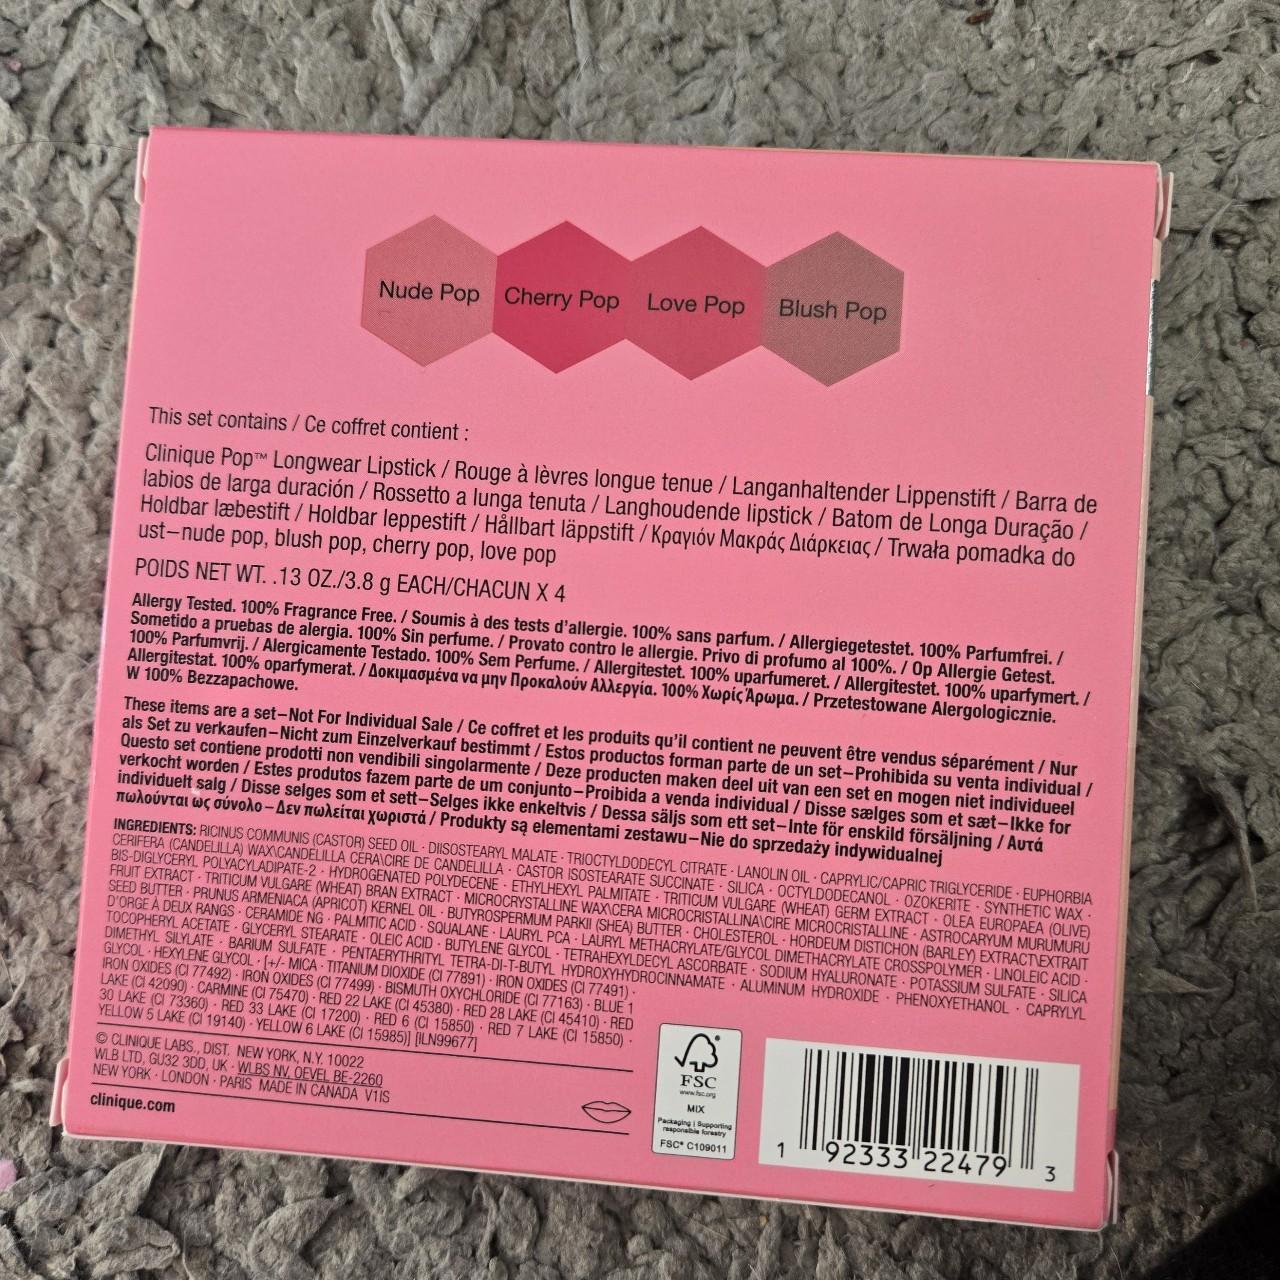 Nude Pop
Cherry Pop
Love Pop
Blush Pop
This set contains / Ce coffret contient :
Clinique Pop™ Longwear Lipstick / Rouge à lèvres longue tenue / Langanhaltender Lippenstift / Barra de
labios de larga duración / Rossetto a lunga tenuta / Langhoudende lipstick / Batom de Longa Duração /
Holdbar læbestift / Holdbar leppestift / Hållbart läppstift / Κραγιόν Μακράς Διάρκειας / Trwała pomadka do
ust–nude pop, blush pop, cherry pop, love pop
POIDS NET WT. .13 OZ./3.8 g EACH/CHACUN X 4
Allergy Tested. 100% Fragrance Free. / Soumis à des tests d'allergie. 100% sans parfum. / Allergiegetestet. 100% Parfumfrei. /
Sometido a pruebas de alergia. 100% Sin perfume. / Provato contro le allergie. Privo di profumo al 100%. / Op Allergie Getest.
100% Parfumvrij. / Alergicamente Testado. 100% Sem Perfume. / Allergitestet. 100% uparfumeret. / Allergitestet. 100% uparfymert. /
Allergitestat. 100% oparfymerat. / Δοκιμασμένα να μην Προκαλούν Αλλεργία. 100% Χωρίς Άρωμα. / Przetestowane Alergologicznie.
W 100% Bezzapachowe.
These items are a set–Not For Individual Sale / Ce coffret et les produits qu'il contient ne peuvent être vendus séparément / Nur
als Set zu verkaufen–Nicht zum Einzelverkauf bestimmt / Estos productos forman parte de un set–Prohibida su venta individual /
Questo set contiene prodotti non vendibili singolarmente / Deze producten maken deel uit van een set en mogen niet individueel
verkocht worden / Estes produtos fazem parte de um conjunto–Proibida a venda individual / Disse sælges som et sæt–Ikke for
individuelt salg / Disse selges som et sett–Selges ikke enkeltvis / Dessa säljs som ett set–Inte för enskild försäljning / Αυτά
πωλούνται ως σύνολο–Δεν πωλείται χωριστά / Produkty są elementami zestawu–Nie do sprzedaży indywidualnej
INGREDIENTS: RICINUS COMMUNIS (CASTOR) SEED OIL · DIISOSTEARYL MALATE · TRIOCTYLDODECYL CITRATE · LANOLIN OIL · CAPRYLIC/CAPRIC TRIGLYCERIDE · EUPHORBIA
CERIFERA (CANDELILLA) WAX\CANDELILLA CERA\CIRE DE CANDELILLA · CASTOR ISOSTEARATE SUCCINATE · SILICA · OCTYLDODECANOL · OZOKERITE · SYNTHETIC WAX ·
BIS-DIGLYCERYL POLYACYLADIPATE-2 · HYDROGENATED POLYDECENE · ETHYLHEXYL PALMITATE · TRITICUM VULGARE (WHEAT) GERM EXTRACT · OLEA EUROPAEA (OLIVE)
FRUIT EXTRACT · TRITICUM VULGARE (WHEAT) BRAN EXTRACT · MICROCRYSTALLINE WAX\CERA MICROCRISTALLINA\CIRE MICROCRISTALLINE · ASTROCARYUM MURUMURU
SEED BUTTER · PRUNUS ARMENIACA (APRICOT) KERNEL OIL · BUTYROSPERMUM PARKII (SHEA) BUTTER · CHOLESTEROL · HORDEUM DISTICHON (BARLEY) EXTRACT\EXTRAIT
D'ORGE À DEUX RANGS · CERAMIDE NG · PALMITIC ACID · SQUALANE · LAURYL PCA · LAURYL METHACRYLATE/GLYCOL DIMETHACRYLATE CROSSPOLYMER · LINOLEIC ACID ·
TOCOPHERYL ACETATE · GLYCERYL STEARATE · OLEIC ACID · BUTYLENE GLYCOL · TETRAHEXYLDECYL ASCORBATE · SODIUM HYALURONATE · POTASSIUM SULFATE · SILICA
DIMETHYL SILYLATE · BARIUM SULFATE · PENTAERYTHRITYL TETRA-DI-T-BUTYL HYDROXYHYDROCINNAMATE · ALUMINUM HYDROXIDE · PHENOXYETHANOL · CAPRYLYL
GLYCOL · HEXYLENE GLYCOL · [+/- MICA · TITANIUM DIOXIDE (CI 77891) · IRON OXIDES (CI 77491) ·
IRON OXIDES (CI 77492) · IRON OXIDES (CI 77499) · BISMUTH OXYCHLORIDE (CI 77163) · BLUE 1
LAKE (CI 42090) · CARMINE (CI 75470) · RED 22 LAKE (CI 45380) · RED 28 LAKE (CI 45410) · RED
30 LAKE (CI 73360) · RED 33 LAKE (CI 17200) · RED 6 (CI 15850) · RED 7 LAKE (CI 15850) ·
YELLOW 5 LAKE (CI 19140) · YELLOW 6 LAKE (CI 15985)] [ILN99677]
© CLINIQUE LABS., DIST. NEW YORK, N.Y. 10022
WLB LTD, GU32 3DD, UK · WLBS NV, OEVEL BE-2260
NEW YORK · LONDON · PARIS MADE IN CANADA V1IS
clinique.com
FSC
www.fsc.org
MIX
Packaging | Supporting
responsible forestry
FSC® C109011
1 92333 22479 3